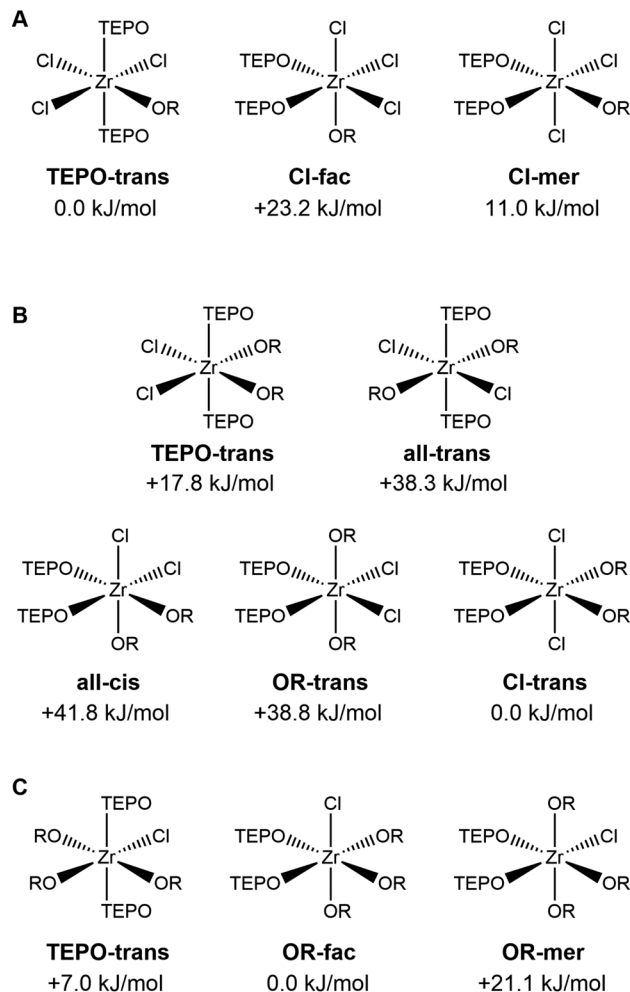 A
TEPO
Cl Cl
Zr
Cl OR
TEPO
TEPO-trans
0.0 kJ/mol
Cl
TEPO Cl
Zr
TEPO Cl
OR
Cl-fac
+23.2 kJ/mol
Cl
TEPO Cl
Zr
TEPO OR
Cl
Cl-mer
11.0 kJ/mol
B
TEPO
Cl OR
Zr
Cl OR
TEPO
TEPO-trans
+17.8 kJ/mol
TEPO
Cl OR
Zr
RO Cl
TEPO
all-trans
+38.3 kJ/mol
Cl
TEPO Cl
Zr
TEPO OR
OR
all-cis
+41.8 kJ/mol
OR
TEPO Cl
Zr
TEPO Cl
OR
OR-trans
+38.8 kJ/mol
Cl
TEPO OR
Zr
TEPO OR
Cl
Cl-trans
0.0 kJ/mol
C
TEPO
RO Cl
Zr
RO OR
TEPO
TEPO-trans
+7.0 kJ/mol
Cl
TEPO OR
Zr
TEPO OR
OR
OR-fac
0.0 kJ/mol
OR
TEPO Cl
Zr
TEPO OR
OR
OR-mer
+21.1 kJ/mol